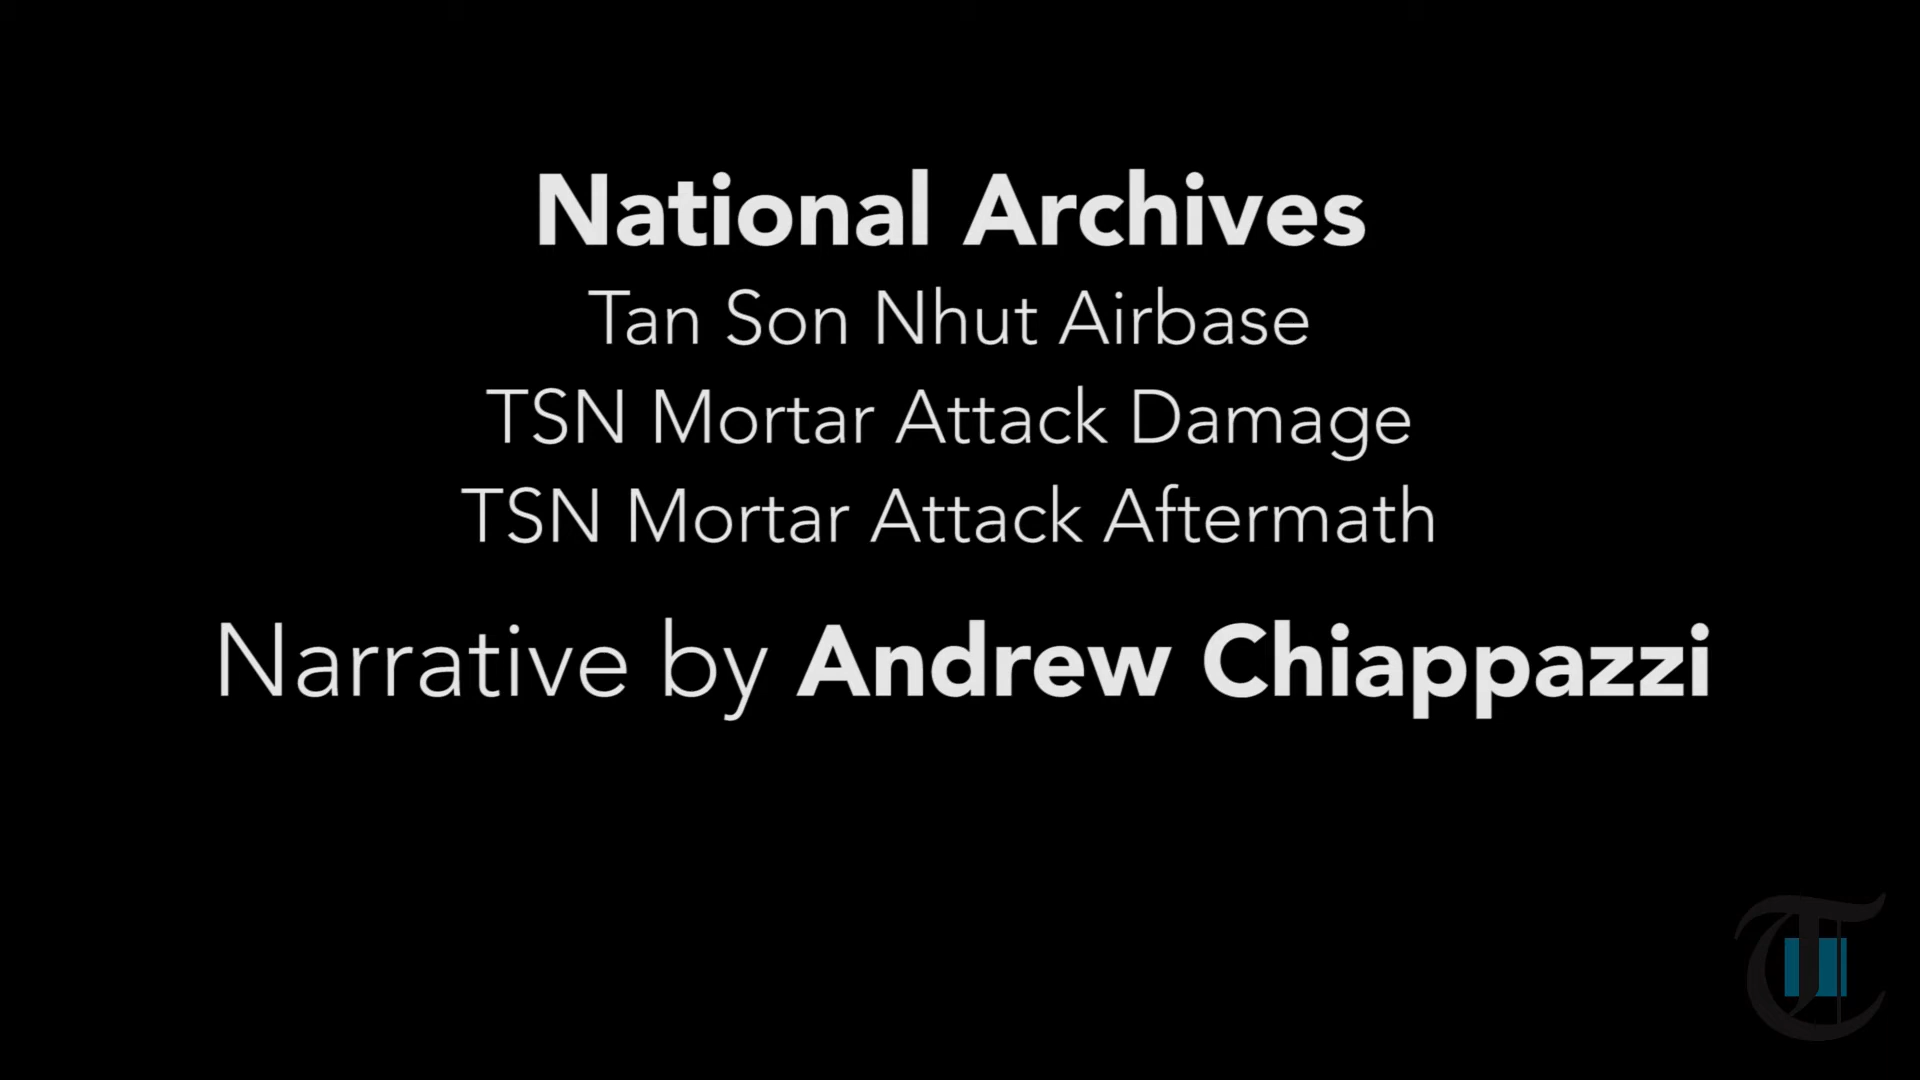 National Archives
Tan Son Nhut Airbase
TSN Mortar Attack Damage
TSN Mortar Attack Aftermath
Narrative by Andrew Chiappazzi
T